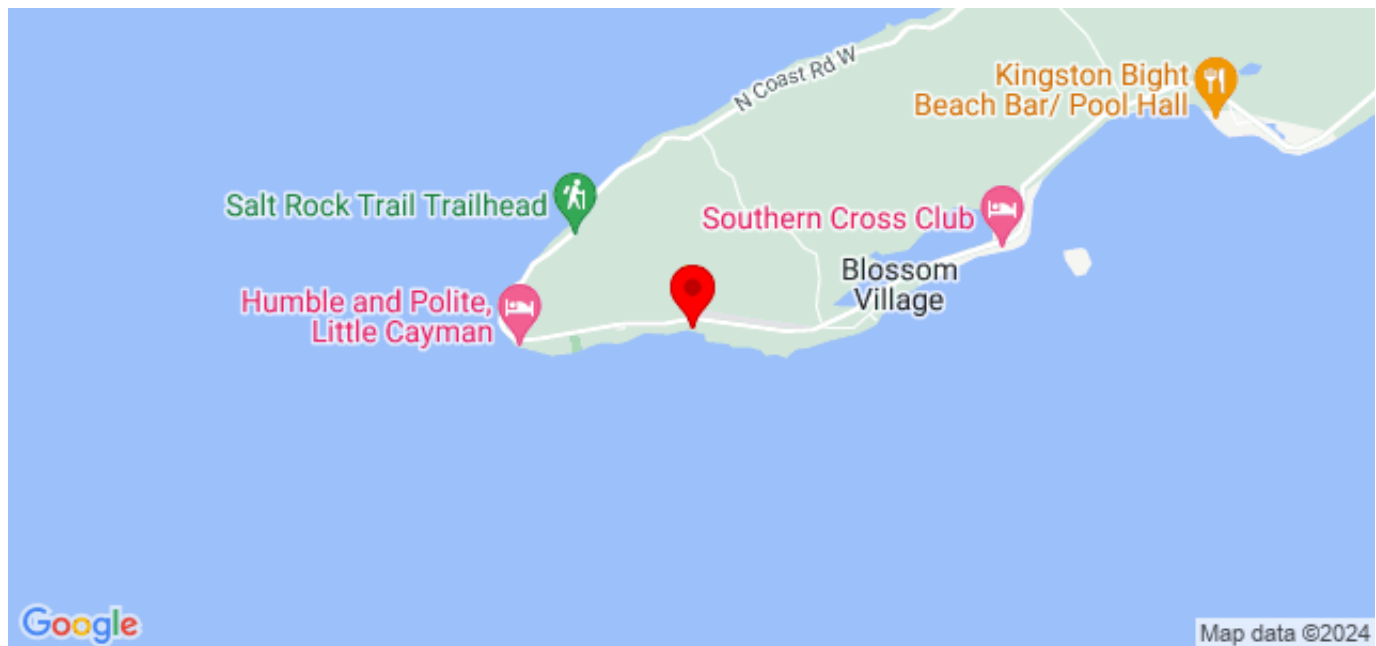 N Coast Rd W
Kingston Bight
Beach Bar/ Pool Hall
Salt Rock Trail Trailhead
Southern Cross Club
Blossom
Village
Humble and Polite,
Little Cayman
Google
Map data ©2024